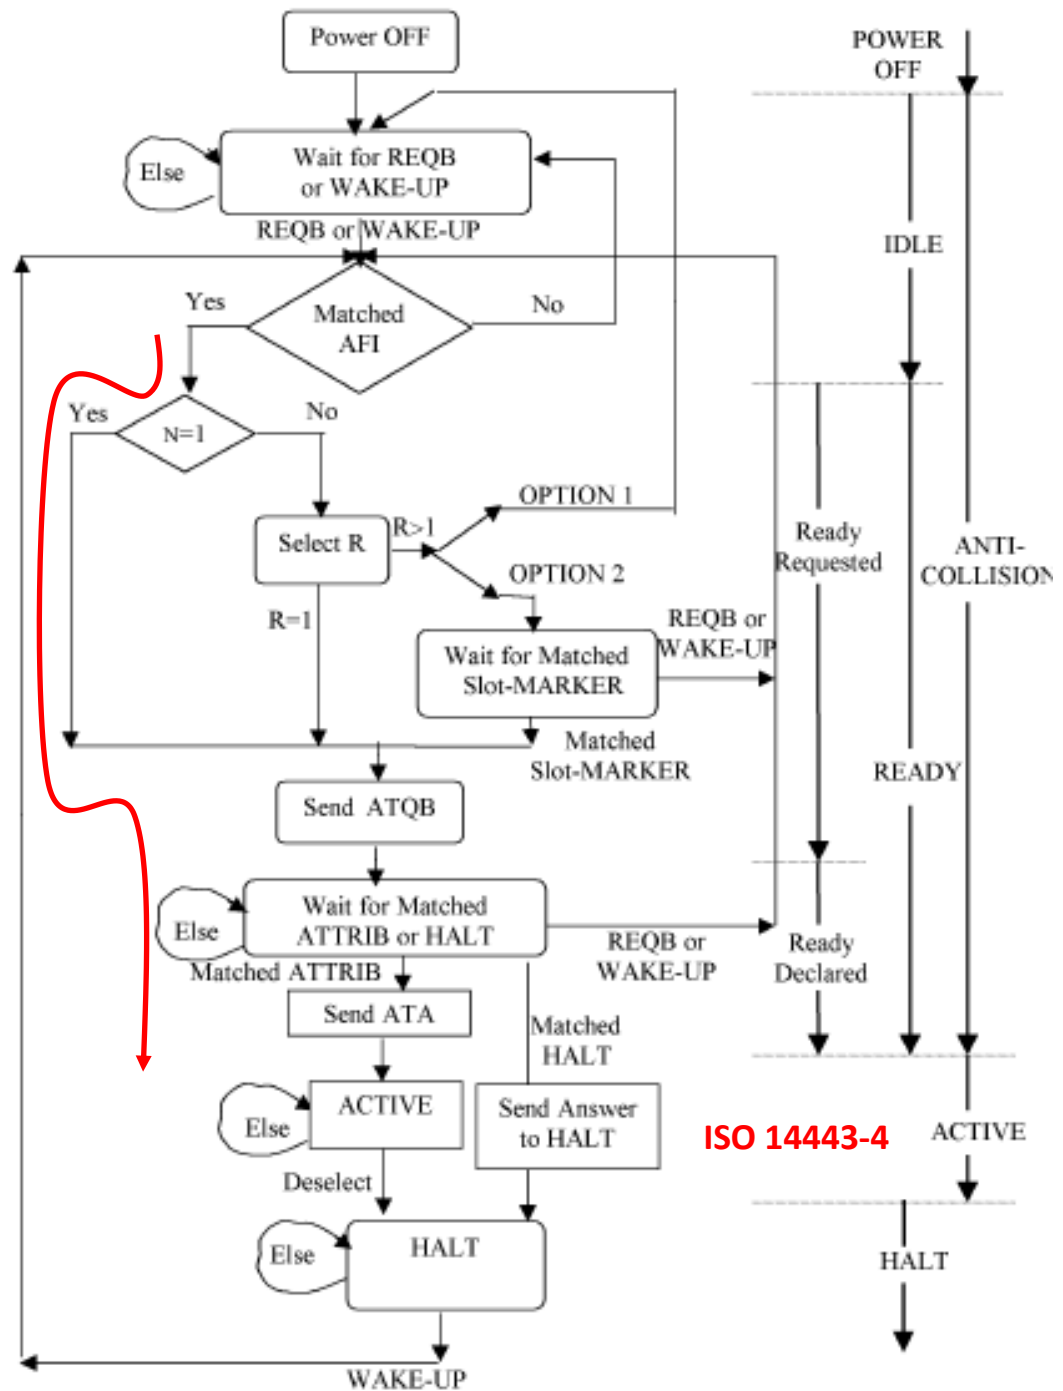 Power OFF
POWER
OFF
Wait for REQB
or WAKE-UP
Else
REQB or WAKE-UP
IDLE
Yes
Matched
AFI
No
Yes
N=1
No
OPTION 1
Select R
R>1
Ready
Requested
ANTI-
COLLISION
OPTION 2
R=1
REQB or
WAKE-UP
Wait for Matched
Slot-MARKER
Matched
Slot-MARKER
READY
Send ATQB
Wait for Matched
ATTRIB or HALT
Else
REQB or
WAKE-UP
Ready
Declared
Matched ATTRIB
Send ATA
Matched
HALT
ACTIVE
Else
Send Answer
to HALT
ISO 14443-4
ACTIVE
Deselect
HALT
Else
HALT
WAKE-UP